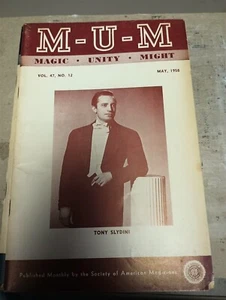 M-U-M
MAGIC • UNITY • MIGHT
VOL. 47, NO. 12
MAY, 1958
TONY SLYDINI
Published Monthly by the Society of American Magicians